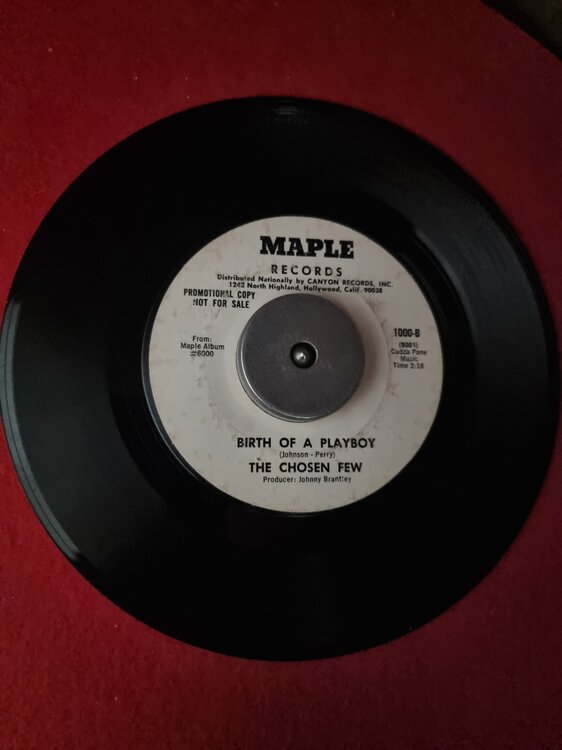 MAPLE
RECORDS
Distributed Nationally by CANYON RECORDS, INC.
1242 North Highland, Hollywood, Calif. 90038
PROMOTIONAL COPY
NOT FOR SALE
From:
Maple Album
#6000
1000-B
(9001)
Cudda Pane
Music
Time 2:18
BIRTH OF A PLAYBOY
(Johnson - Perry)
THE CHOSEN FEW
Producer: Johnny Brantley